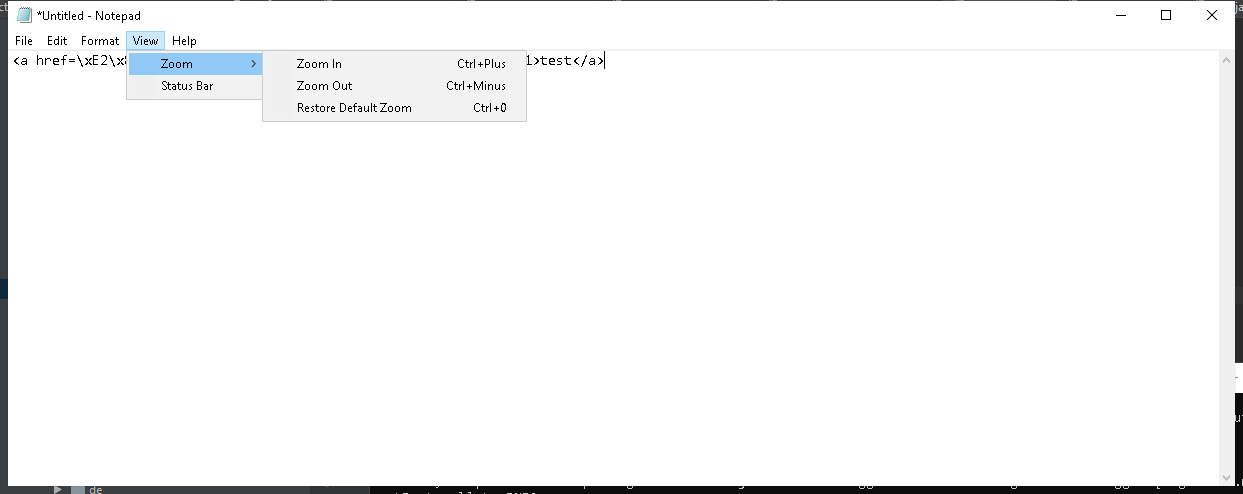 *Untitled - Notepad
File Edit Format View Help
<a href=\xE2\x8 1>test</a>
Zoom >
Status Bar
Zoom In Ctrl+Plus
Zoom Out Ctrl+Minus
Restore Default Zoom Ctrl+0
de